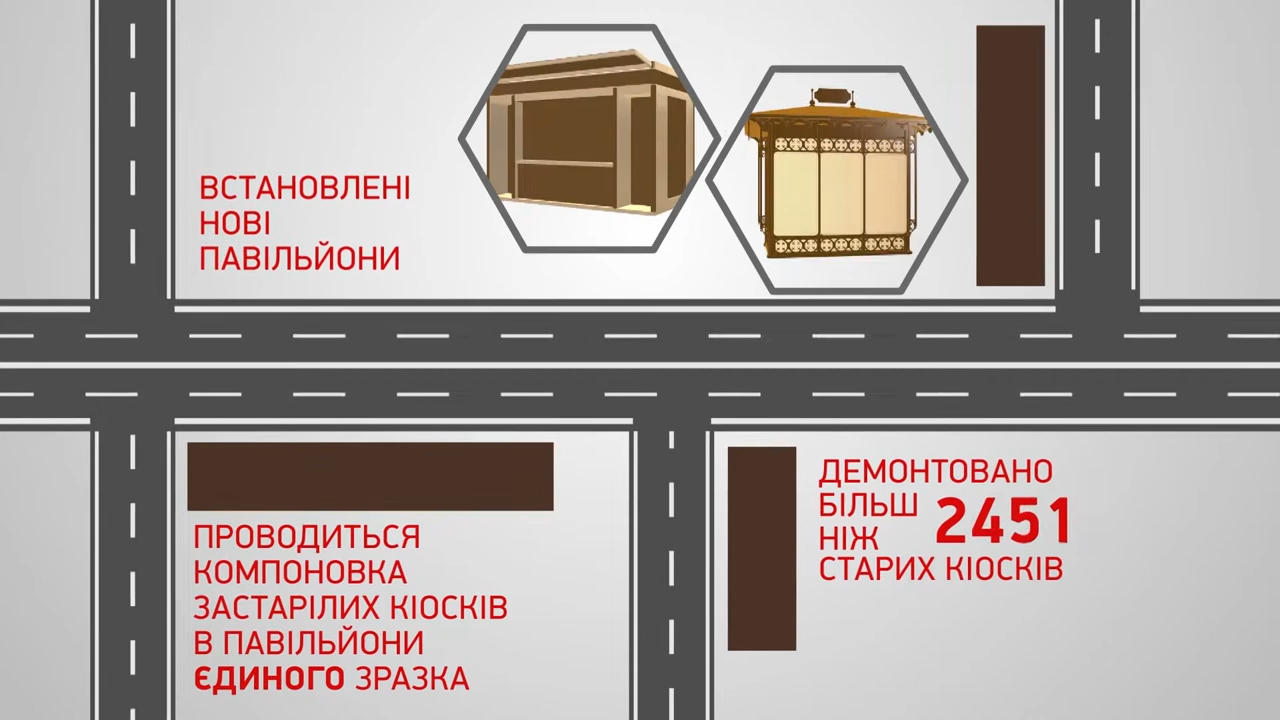 ВСТАНОВЛЕНІ
НОВІ
ПАВІЛЬЙОНИ
ПРОВОДИТЬСЯ
КОМПОНОВКА
ЗАСТАРІЛИХ КІОСКІВ
В ПАВІЛЬЙОНИ
ЄДИНОГО ЗРАЗКА
ДЕМОНТОВАНО
БІЛЬШ
НІЖ 2451
СТАРИХ КІОСКІВ